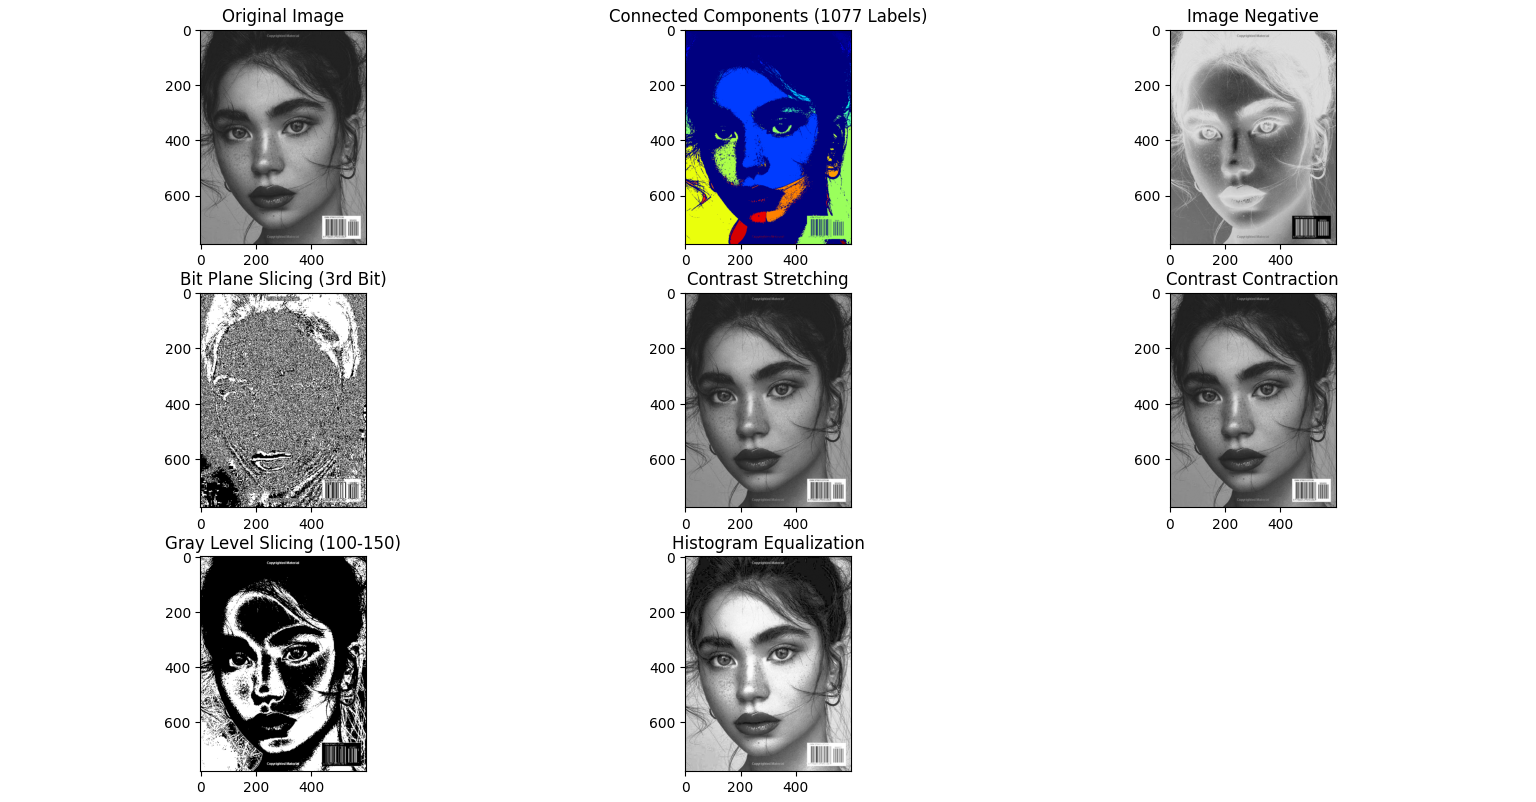 Original Image
Connected Components (1077 Labels)
Image Negative
0
200
400
600
0 200 400
0
200
400
600
0 200 400
0
200
400
600
0 200 400
Bit Plane Slicing (3rd Bit)
Contrast Stretching
Contrast Contraction
0
200
400
600
0 200 400
0
200
400
600
0 200 400
0
200
400
600
0 200 400
Gray Level Slicing (100-150)
Histogram Equalization
0
200
400
600
0 200 400
Copyrighted Material
Copyrighted Material
0
200
400
600
0 200 400